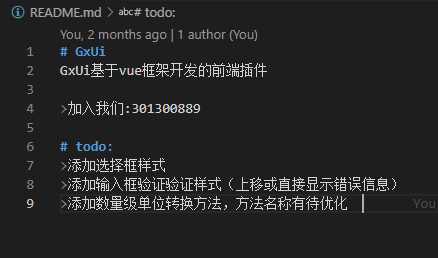 README.md > abc# todo:
You, 2 months ago | 1 author (You)
1 # GxUi
2 GxUi基于vue框架开发的前端插件
3
4 >加入我们:301300889
5
6 # todo:
7 >添加选择框样式
8 >添加输入框验证验证样式（上移或直接显示错误信息）
9 >添加数量级单位转换方法，方法名称有待优化 You